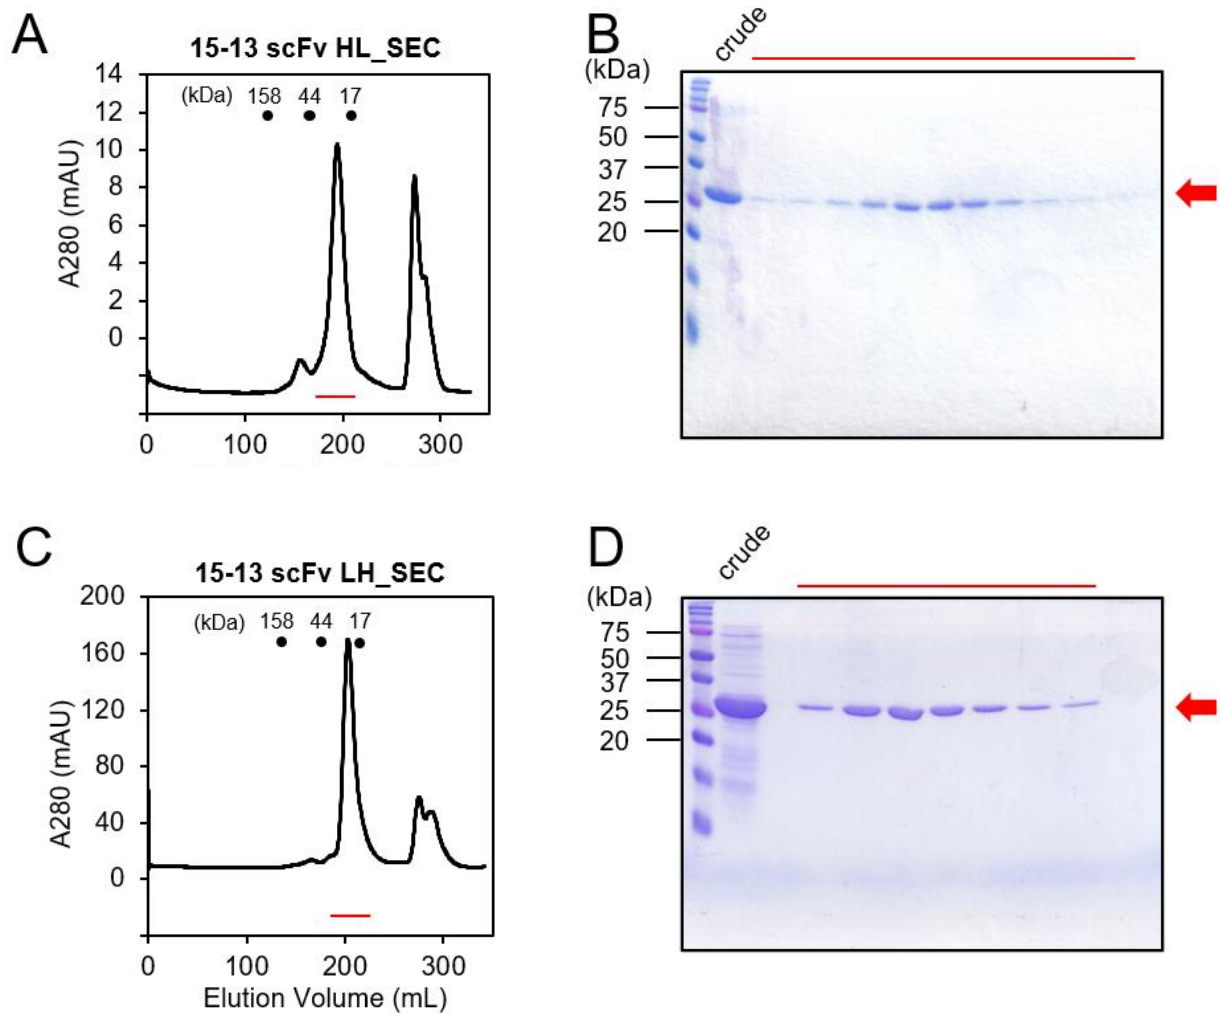 A
15-13 scFv HL_SEC
(kDa) 158 44 17
A280 (mAU)
14
12
10
8
6
4
2
0
0 100 200 300
B
crude
(kDa)
75
50
37
25
20
C
15-13 scFv LH_SEC
(kDa) 158 44 17
A280 (mAU)
200
160
120
80
40
0
0 100 200 300
Elution Volume (mL)
D
crude
(kDa)
75
50
37
25
20